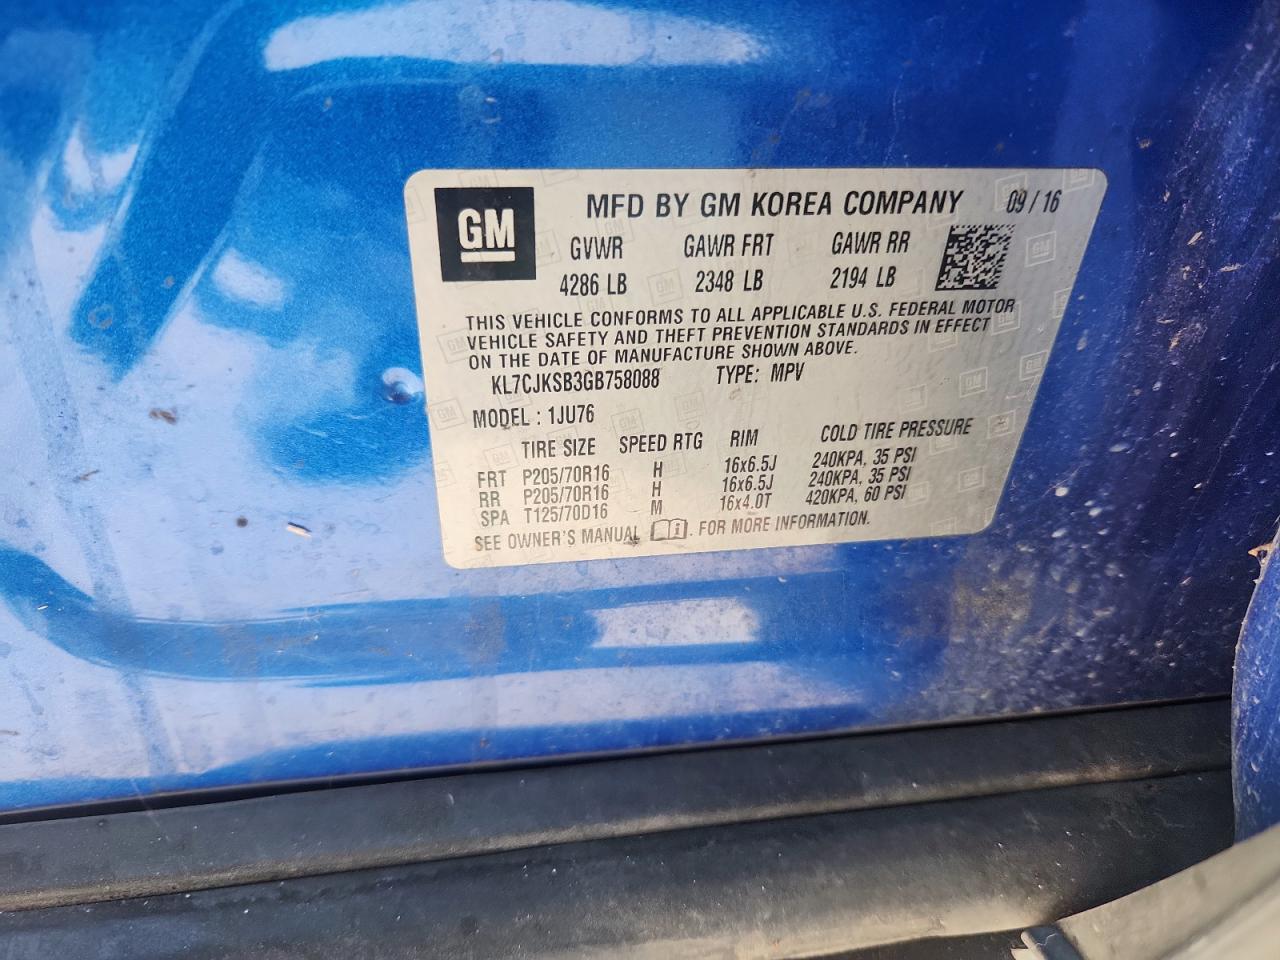 GM
MFD BY GM KOREA COMPANY 09 / 16
GVWR GAWR FRT GAWR RR
4286 LB 2348 LB 2194 LB
THIS VEHICLE CONFORMS TO ALL APPLICABLE U.S. FEDERAL MOTOR
VEHICLE SAFETY AND THEFT PREVENTION STANDARDS IN EFFECT
ON THE DATE OF MANUFACTURE SHOWN ABOVE.
KL7CJKSB3GB758088 TYPE: MPV
MODEL : 1JU76
TIRE SIZE SPEED RTG RIM COLD TIRE PRESSURE
FRT P205/70R16 H 16x6.5J 240KPA, 35 PSI
RR P205/70R16 H 16x6.5J 240KPA, 35 PSI
SPA T125/70D16 M 16x4.0T 420KPA, 60 PSI
SEE OWNER'S MANUAL . FOR MORE INFORMATION.